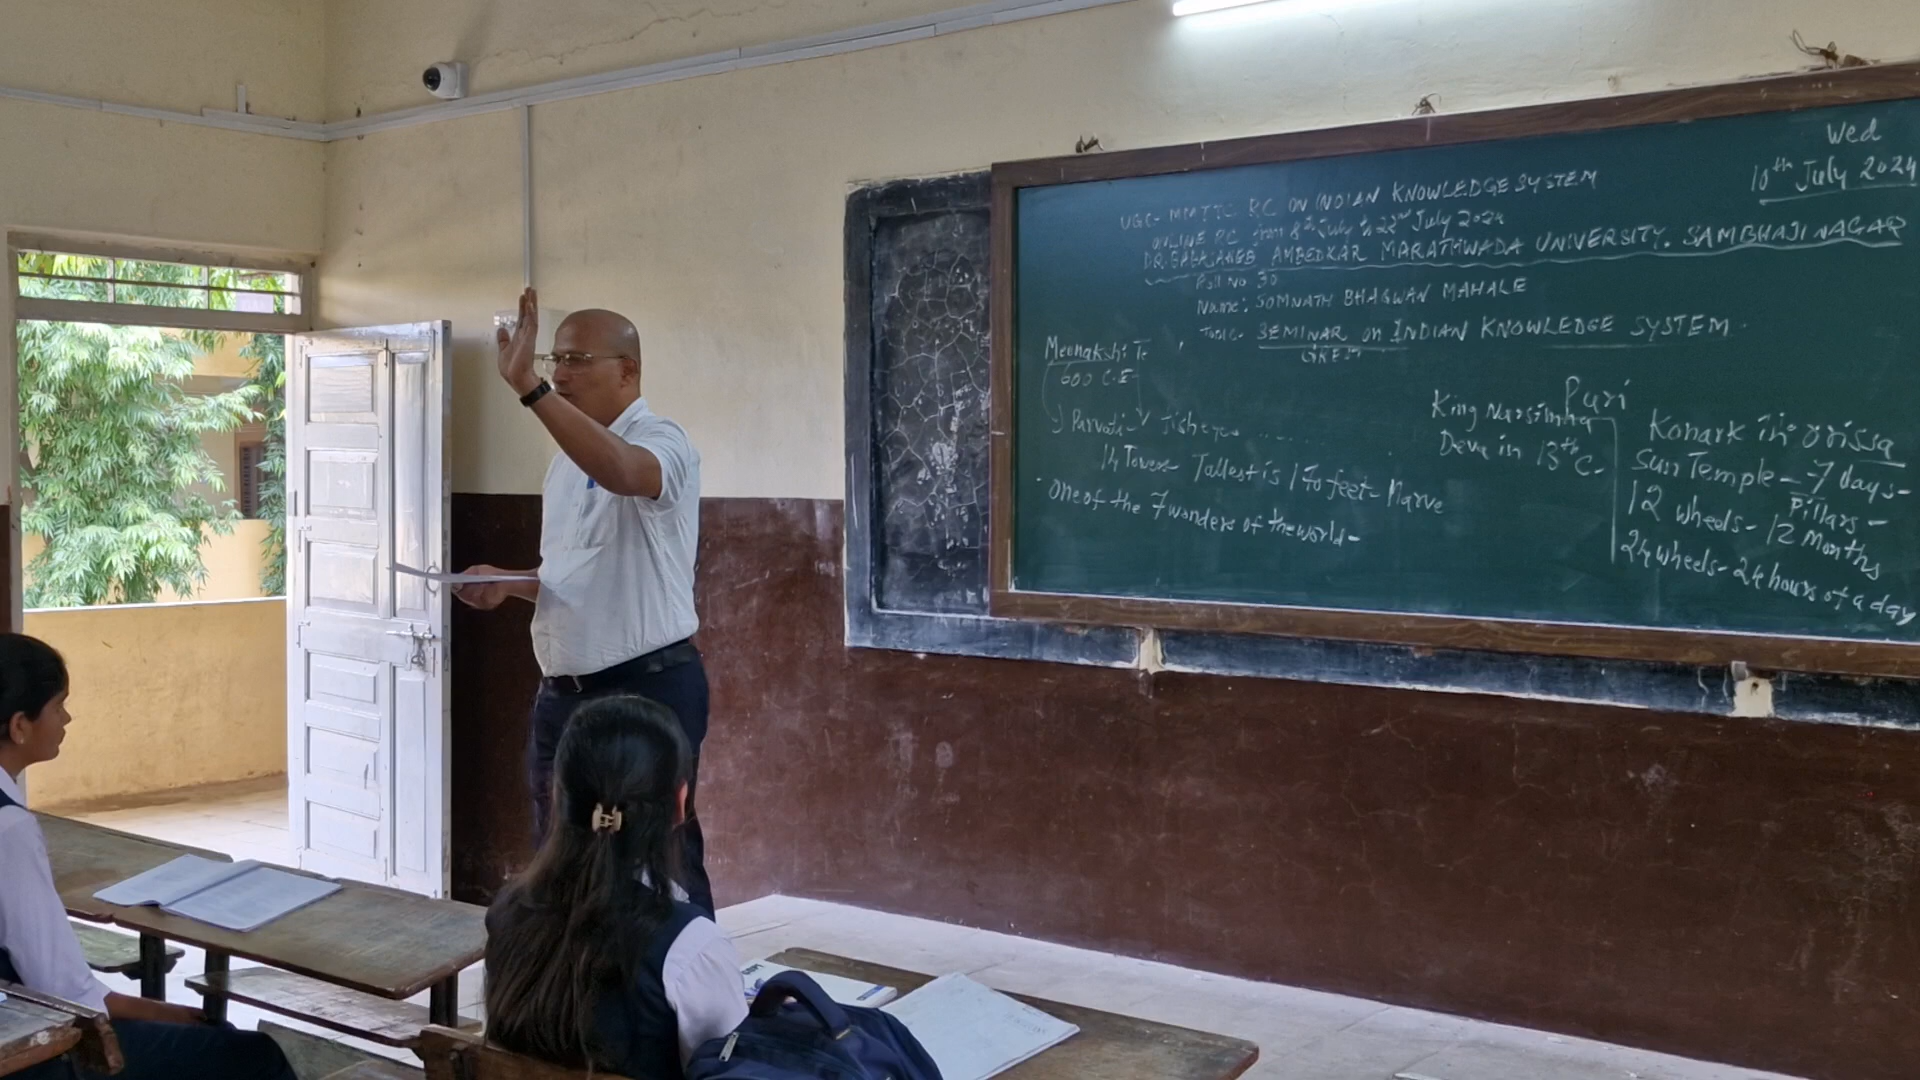 Wed
10th July 2024
UGC- MMTTC RC ON INDIAN KNOWLEDGE SYSTEM
ONLINE RC from 8th July to 22nd July 2024
DR. BABASAHEB AMBEDKAR MARATHWADA UNIVERSITY. SAMBHAJINAGAR
Roll No 30
Name: SOMNATH BHAGWAN MAHALE
Topic- SEMINAR on INDIAN KNOWLEDGE SYSTEM
Meenakshi Te
600 C.E
Parvati-
14 Towers- Tallest is 170 feet-
one of the 7 wonders of the world-
Puri
King Narsimha
Deva in 13th C-
Konark in orissa
Sun Temple - 7 days-
Pillars-
12 wheels- 12 Months
24 wheels- 24 hours of a day